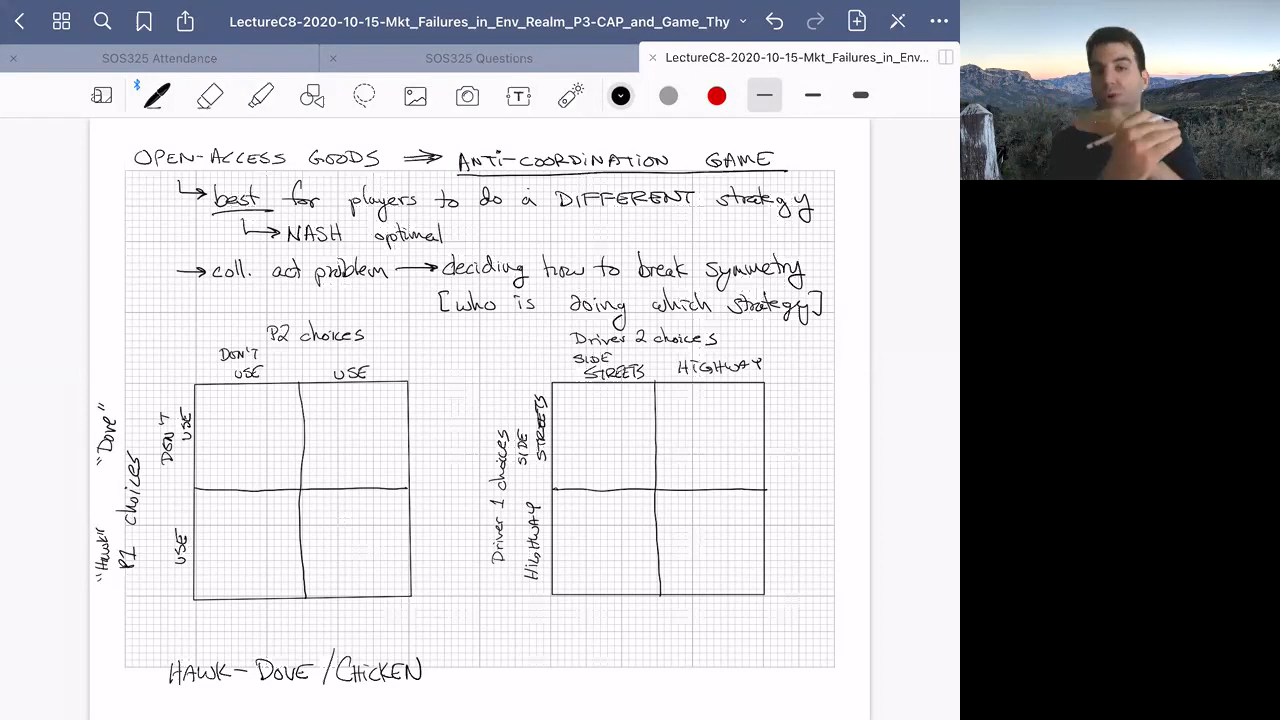 LectureC8-2020-10-15-Mkt_Failures_in_Env_Realm_P3-CAP_and_Game_Thy
SOS325 Attendance
SOS325 Questions
LectureC8-2020-10-15-Mkt_Failures_in_Env...
OPEN-ACCESS GOODS ⇒ ANTI-COORDINATION GAME
↳ best for players to do a DIFFERENT strategy
↳ NASH optimal
→ coll. act problem → deciding how to break symmetry
[who is doing which strategy]
P2 choices
DON'T USE
USE
"Dove"
"Hawk"
P1 choices
DON'T USE
USE
Driver 2 choices
SIDE STREETS
HIGHWAY
Driver 1 choices
SIDE STREETS
HIGHWAY
HAWK-DOVE/CHICKEN